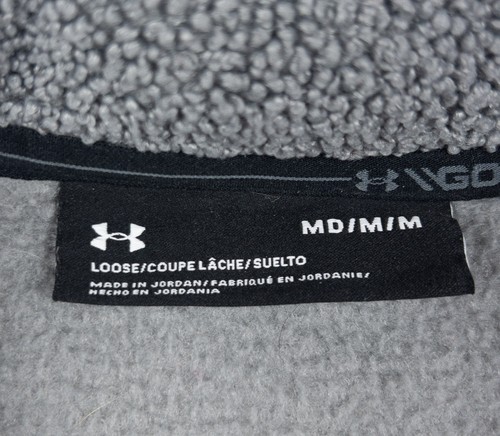 \\GO
MD/M/M
LOOSE/COUPE LÂCHE/SUELTO
MADE IN JORDAN/FABRIQUÉ EN JORDANIE/
HECHO EN JORDANIA